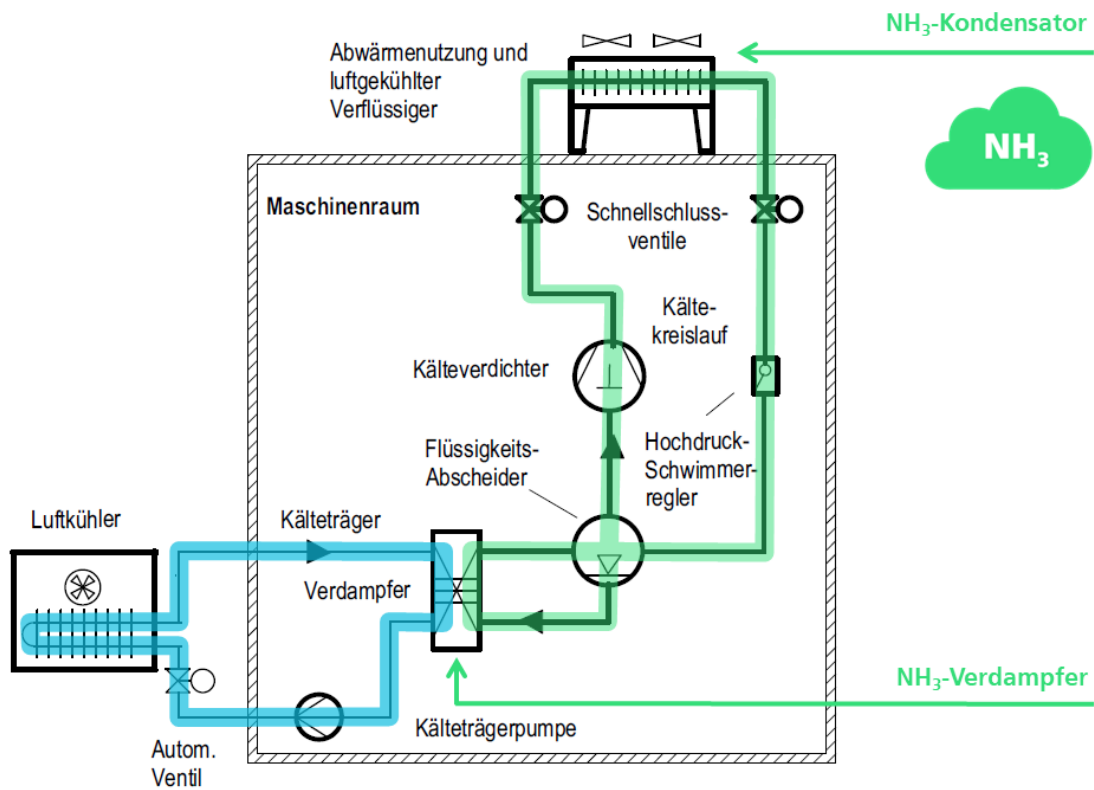 NH₃-Kondensator
Abwärmenutzung und
luftgekühlter
Verflüssiger
NH₃
Maschinenraum
Schnellschluss-
ventile
Kälte-
kreislauf
Kälteverdichter
Hochdruck-
Schwimmer-
regler
Flüssigkeits-
Abscheider
Luftkühler
Kälteträger
Verdampfer
NH₃-Verdampfer
Kälteträgerpumpe
Autom.
Ventil